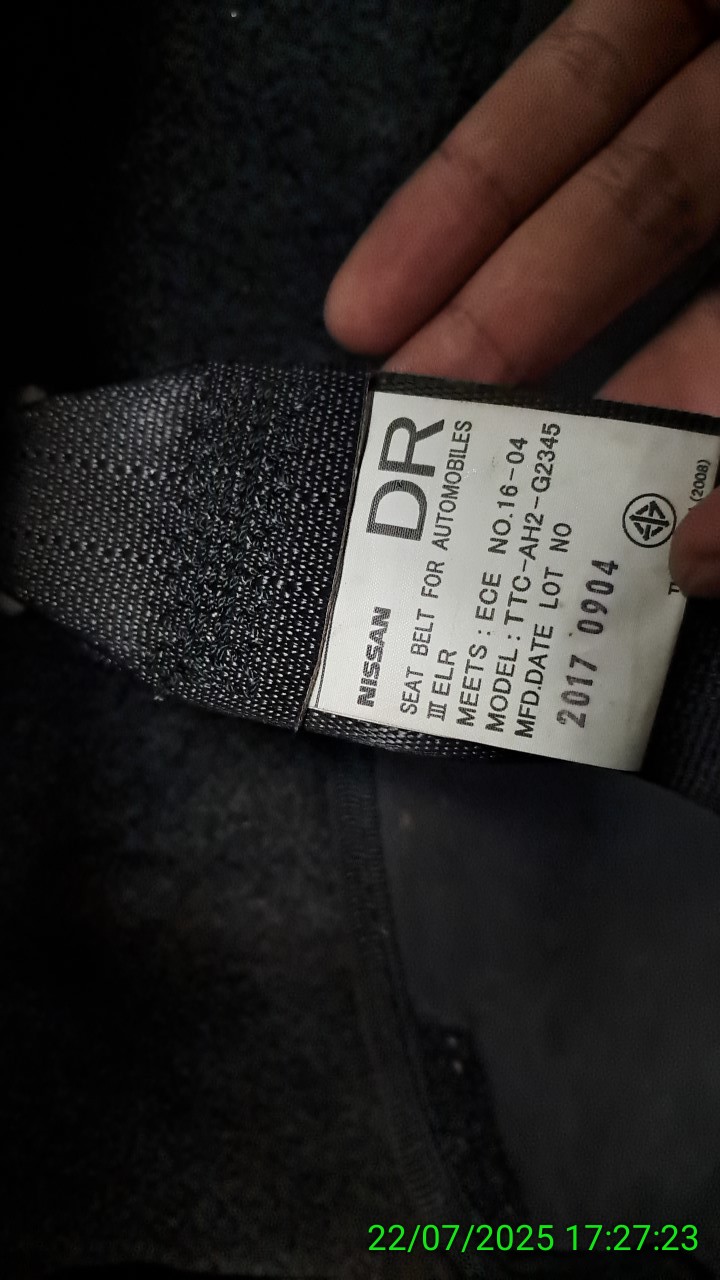 NISSAN DR
SEAT BELT FOR AUTOMOBILES
III ELR
MEETS : ECE NO.16-04
MODEL : TTC-AH2-G2345
MFD.DATE LOT NO
2017 0904
(2008)
22/07/2025 17:27:23